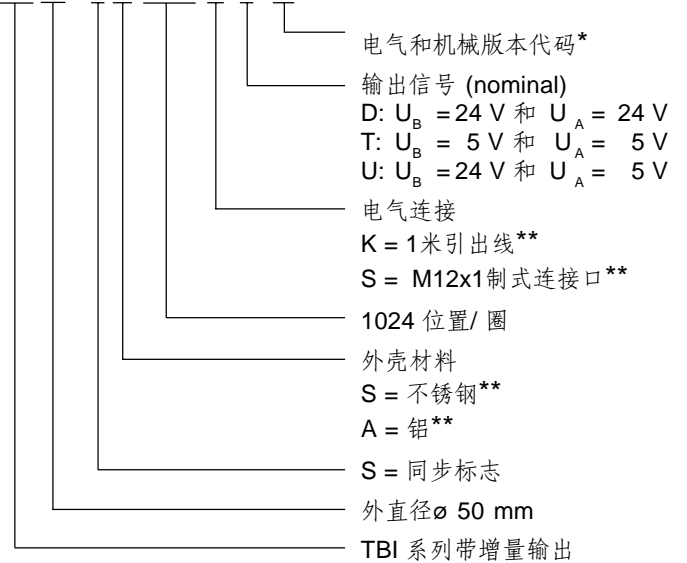 电气和机械版本代码*
输出信号 (nominal)
D: U_B = 24 V 和 U_A = 24 V
T: U_B = 5 V 和 U_A = 5 V
U: U_B = 24 V 和 U_A = 5 V
电气连接
K = 1米引出线**
S = M12x1制式连接口**
1024 位置/ 圈
外壳材料
S = 不锈钢**
A = 铝**
S = 同步标志
外直径ø 50 mm
TBI 系列带增量输出